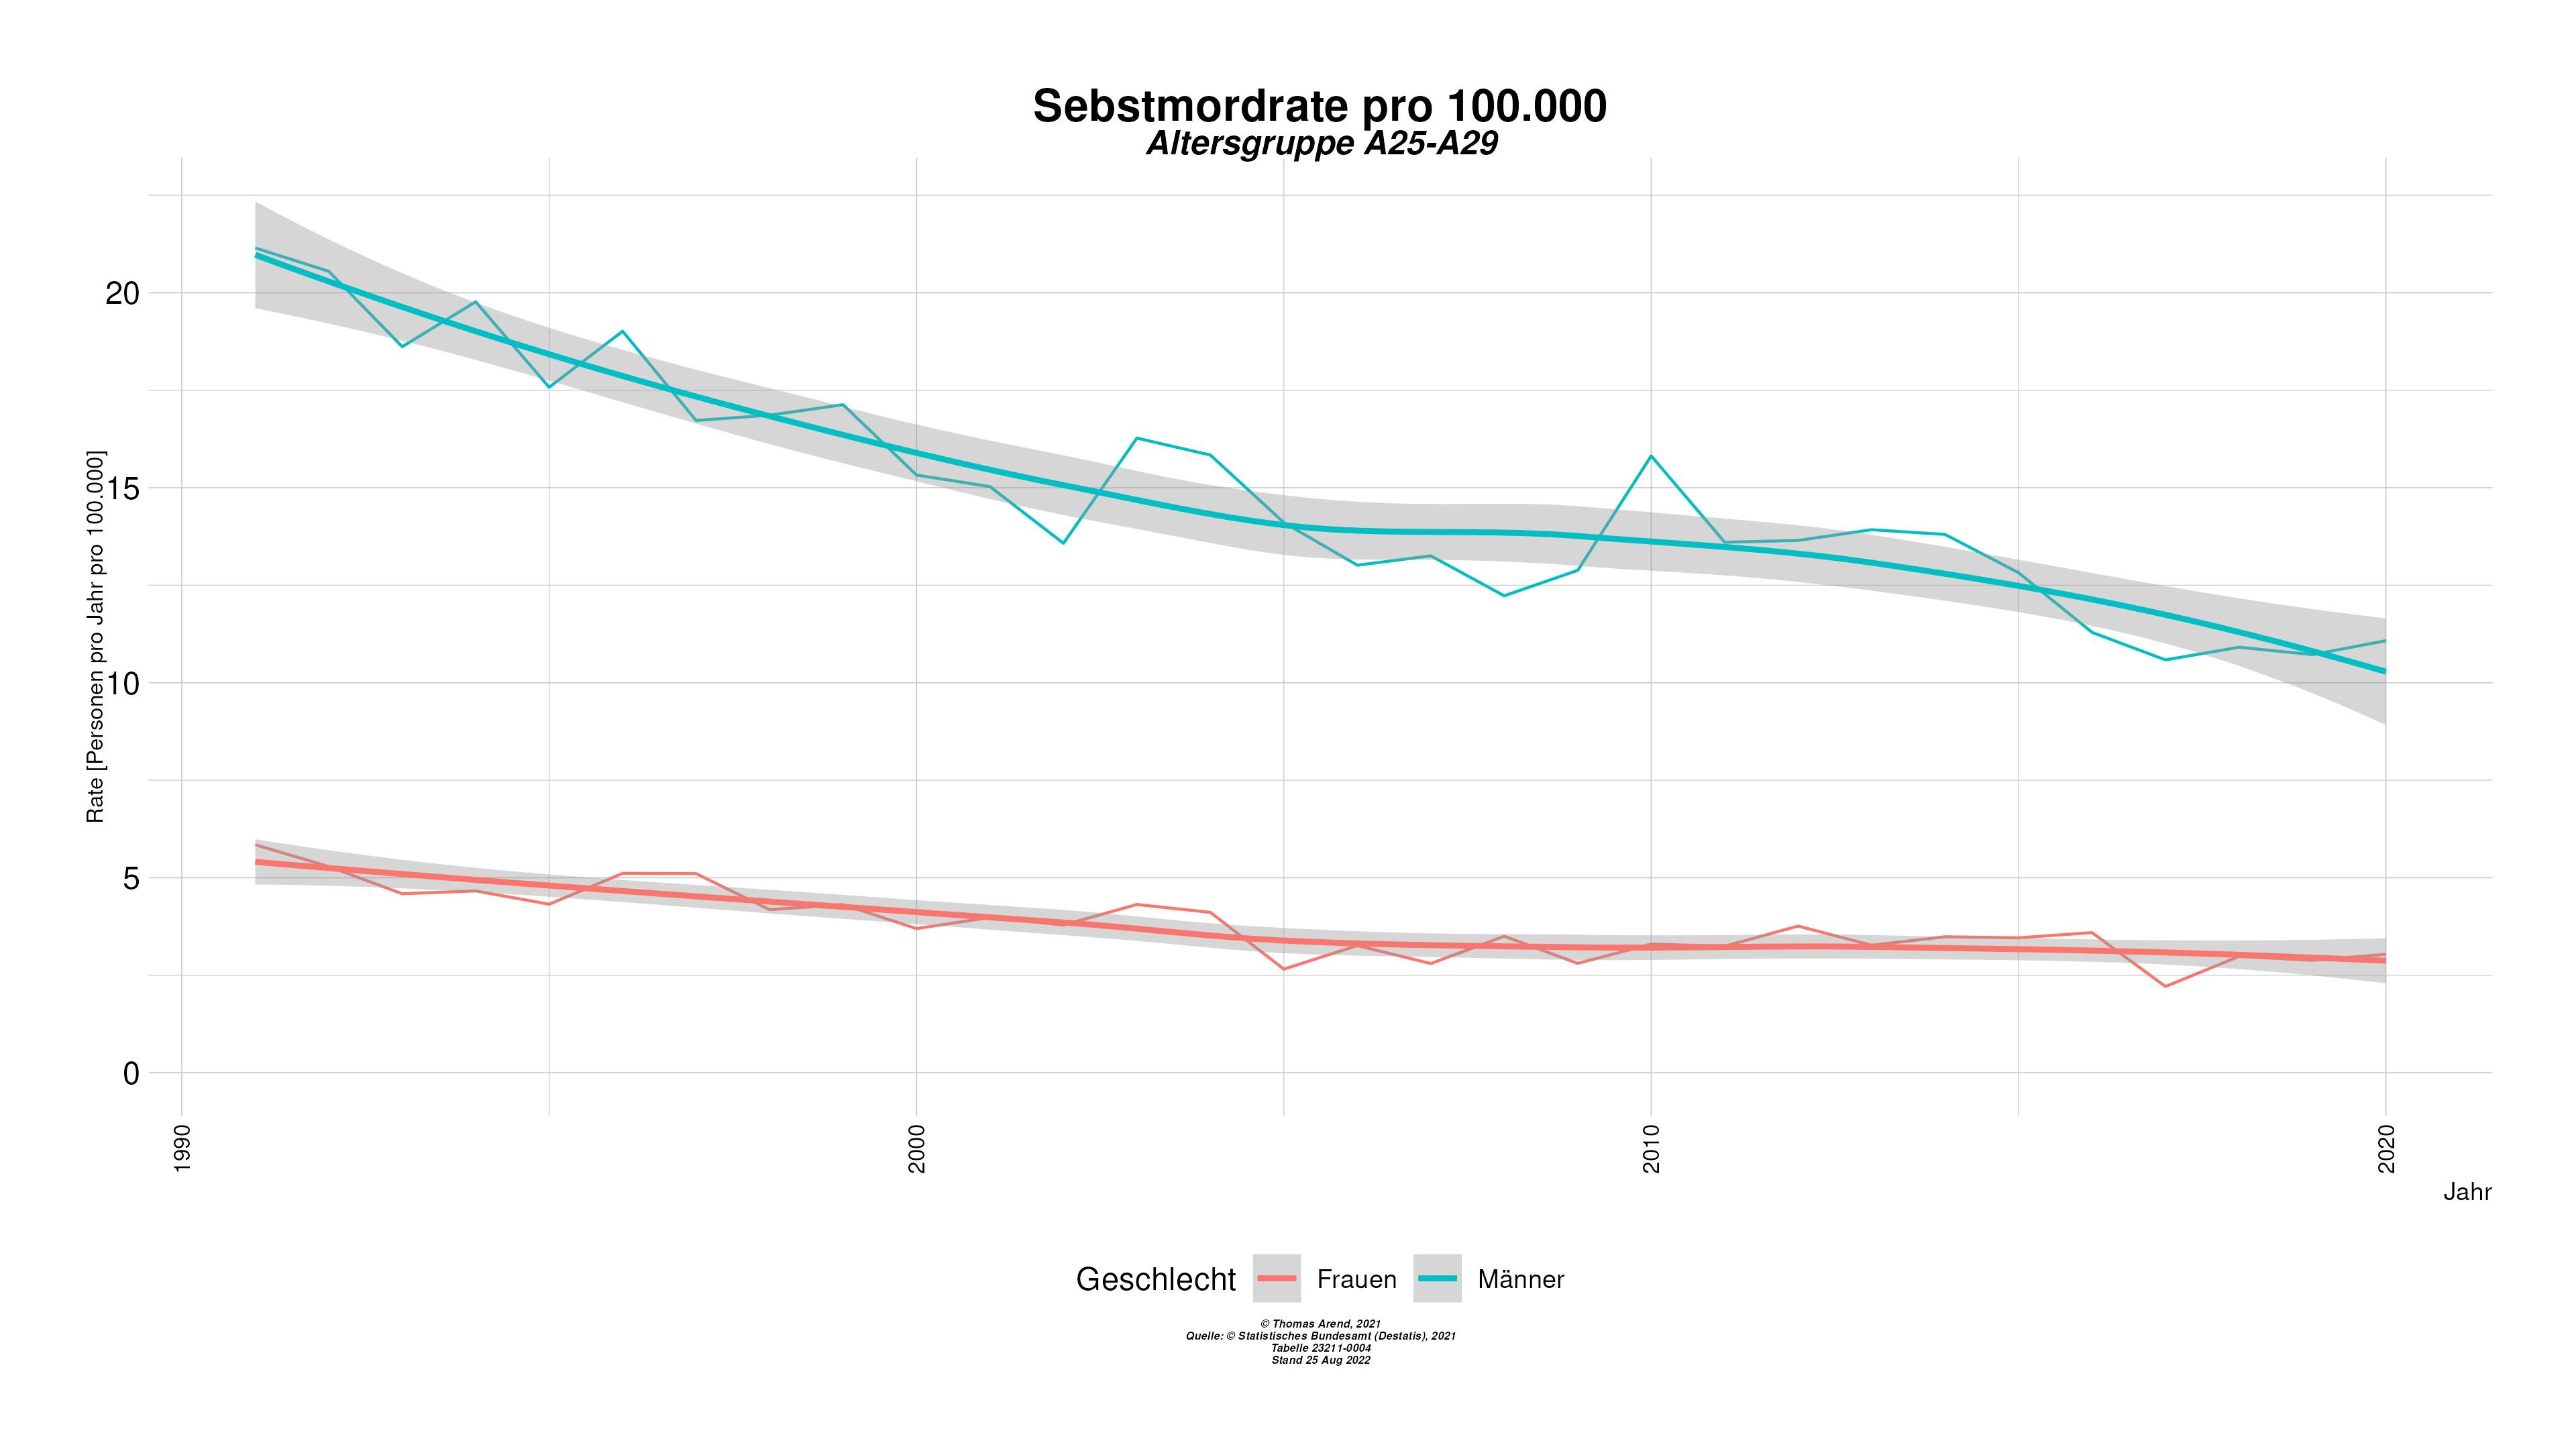 Sebstmordrate pro 100.000
Altersgruppe A25-A29
Rate [Personen pro Jahr pro 100.000]
20
15
10
5
0
1990
2000
2010
2020
Jahr
Geschlecht Frauen Männer
© Thomas Arend, 2021
Quelle: © Statistisches Bundesamt (Destatis), 2021
Tabelle 23211-0004
Stand 25 Aug 2022